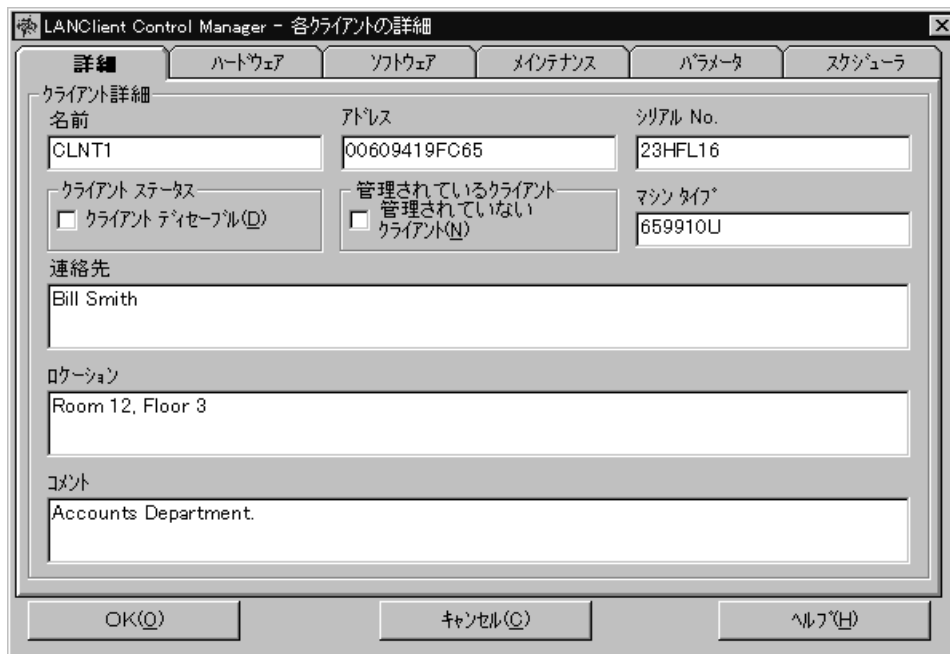 LANClient Control Manager - 各ｸﾗｲｱﾝﾄの詳細
詳細 ﾊｰﾄﾞｳｪｱ ｿﾌﾄｳｪｱ ﾒｲﾝﾃﾅﾝｽ ﾊﾟﾗﾒｰﾀ ｽｹｼﾞｭｰﾗ
ｸﾗｲｱﾝﾄ詳細
名前 ｱﾄﾞﾚｽ ｼﾘｱﾙ No.
CLNT1 00609419FC65 23HFL16
ｸﾗｲｱﾝﾄ ｽﾃｰﾀｽ 管理されているｸﾗｲｱﾝﾄ ﾏｼﾝ ﾀｲﾌﾟ
ｸﾗｲｱﾝﾄ ﾃﾞｨｾｰﾌﾞﾙ(D) 管理されていない
ｸﾗｲｱﾝﾄ(N) 659910U
連絡先
Bill Smith
ﾛｹｰｼｮﾝ
Room 12, Floor 3
ｺﾒﾝﾄ
Accounts Department.
OK(O) ｷｬﾝｾﾙ(C) ﾍﾙﾌﾟ(H)